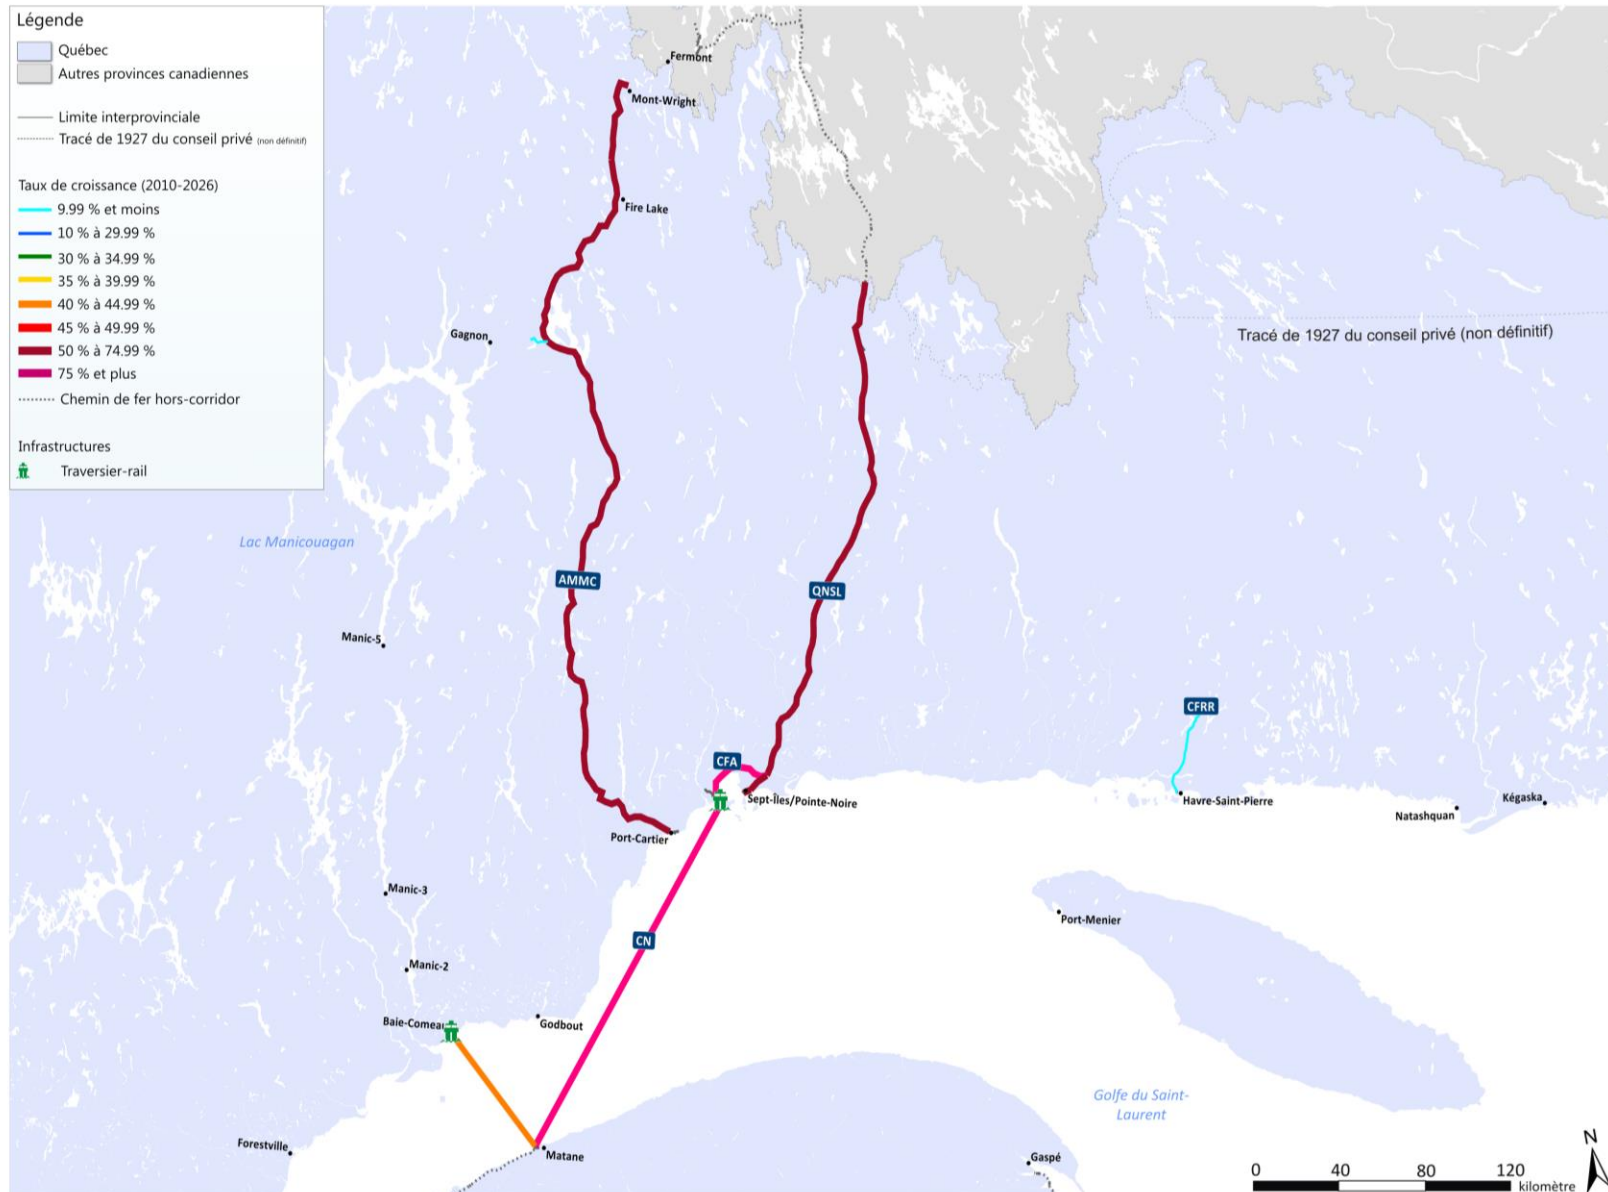 Légende
Québec
Autres provinces canadiennes
Limite interprovinciale
Tracé de 1927 du conseil privé (non définitif)
Taux de croissance (2010-2026)
9.99 % et moins
10 % à 29.99 %
30 % à 34.99 %
35 % à 39.99 %
40 % à 44.99 %
45 % à 49.99 %
50 % à 74.99 %
75 % et plus
Chemin de fer hors-corridor
Infrastructures
Traversier-rail
Fermont
Mont-Wright
Fire Lake
Gagnon
Tracé de 1927 du conseil privé (non définitif)
Lac Manicouagan
AMMC
QNSL
Manic-5
CFRR
CFA
Sept-Îles/Pointe-Noire
Havre-Saint-Pierre
Kégaska
Natashquan
Port-Cartier
Manic-3
Port-Menier
CN
Manic-2
Baie-Comeau
Godbout
Golfe du Saint-
Laurent
Forestville
Matane
Gaspé
N
0 40 80 120
kilomètre